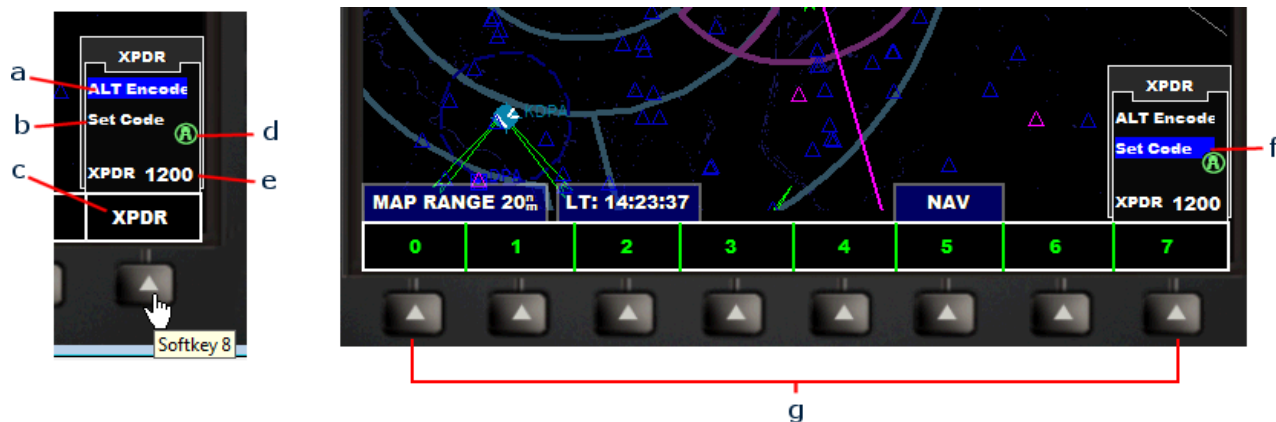 XPDR
a
ALT Encode
b
Set Code
d
c
XPDR 1200
e
XPDR
Softkey 8
KDPA
XPDR
ALT Encode
Set Code
f
MAP RANGE 20nm
LT: 14:23:37
NAV
XPDR 1200
0 1 2 3 4 5 6 7
g